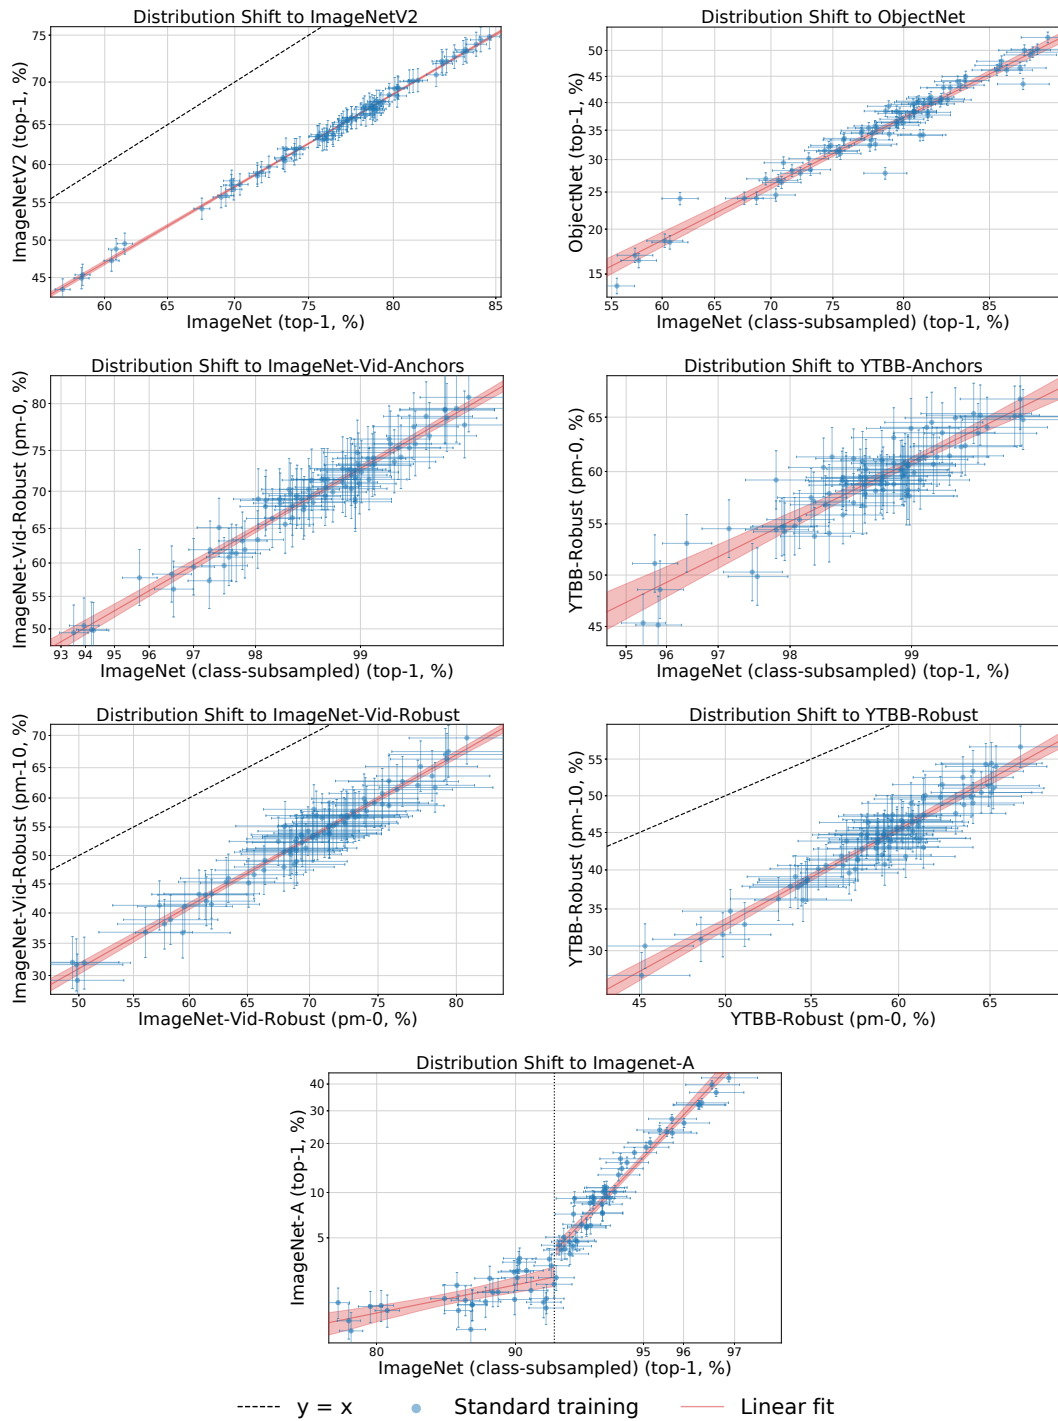 Distribution Shift to ImageNetV2
ImageNetV2 (top-1, %)
75
70
65
60
55
50
45
60 65 70 75 80 85
ImageNet (top-1, %)
Distribution Shift to ObjectNet
ObjectNet (top-1, %)
50
45
40
35
30
25
20
15
55 60 65 70 75 80 85
ImageNet (class-subsampled) (top-1, %)
Distribution Shift to ImageNet-Vid-Anchors
ImageNet-Vid-Robust (pm-0, %)
80
75
70
65
60
55
50
93 94 95 96 97 98 99
ImageNet (class-subsampled) (top-1, %)
Distribution Shift to YTBB-Anchors
YTBB-Robust (pm-0, %)
65
60
55
50
45
95 96 97 98 99
ImageNet (class-subsampled) (top-1, %)
Distribution Shift to ImageNet-Vid-Robust
ImageNet-Vid-Robust (pm-10, %)
70
65
60
55
50
45
40
35
30
50 55 60 65 70 75 80
ImageNet-Vid-Robust (pm-0, %)
Distribution Shift to YTBB-Robust
YTBB-Robust (pm-10, %)
55
50
45
40
35
30
45 50 55 60 65
YTBB-Robust (pm-0, %)
Distribution Shift to Imagenet-A
ImageNet-A (top-1, %)
40
30
20
10
5
80 90 95 96 97
ImageNet (class-subsampled) (top-1, %)
y = x Standard training Linear fit